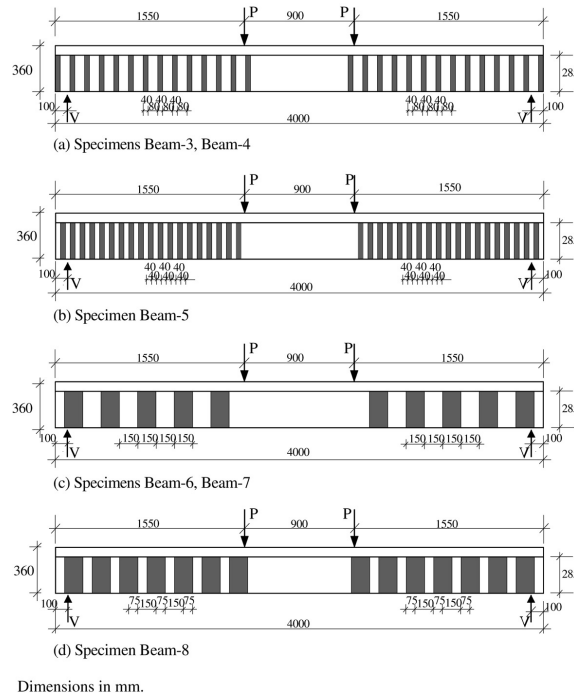 P P
1550 900 1550
360
28
100 40 40 40 40 40 40 100
80 80 80 80 80 80
V V
4000
(a) Specimens Beam-3, Beam-4
P P
1550 900 1550
360
28
100 40 40 40 40 40 40 100
40 40 40 40 40 40
V V
4000
(b) Specimen Beam-5
P P
1550 900 1550
360
28
100 150 150 150 150 150 150 150 150 100
V V
4000
(c) Specimens Beam-6, Beam-7
P P
1550 900 1550
360
28
100 75 150 75 150 75 75 150 75 150 75 100
V V
4000
(d) Specimen Beam-8
Dimensions in mm.